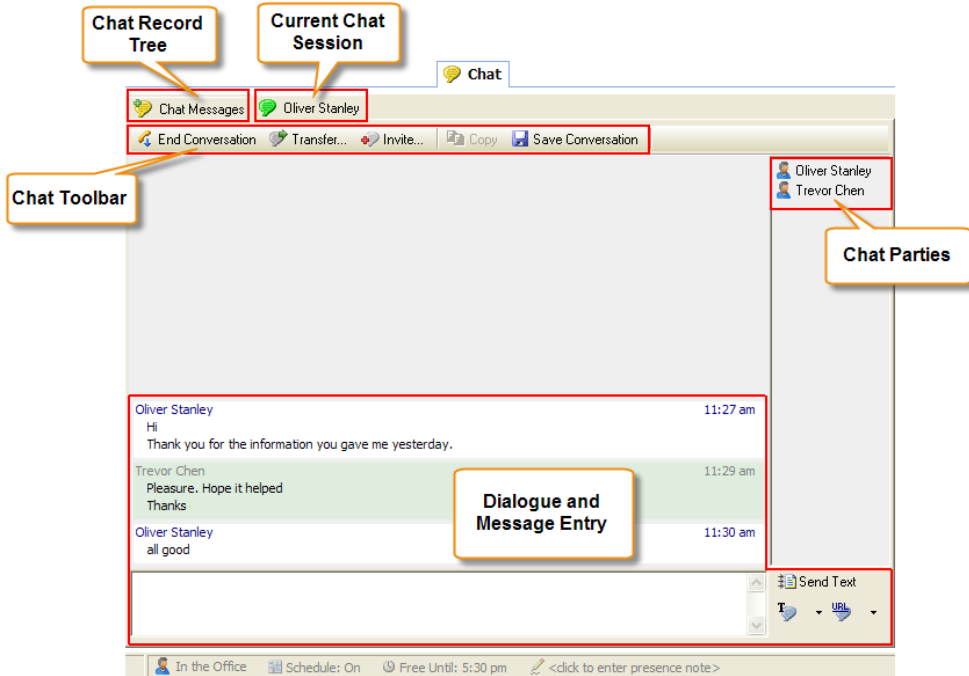 Chat Record
Tree
Current Chat
Session
Chat
Chat Messages
Oliver Stanley
End Conversation
Transfer...
Invite...
Copy
Save Conversation
Chat Toolbar
Oliver Stanley
Trevor Chen
Chat Parties
Oliver Stanley 11:27 am
Hi
Thank you for the information you gave me yesterday.
Trevor Chen 11:29 am
Pleasure. Hope it helped
Thanks
Dialogue and
Message Entry
Oliver Stanley 11:30 am
all good
Send Text
T
URL
In the Office
Schedule: On
Free Until: 5:30 pm
<click to enter presence note>